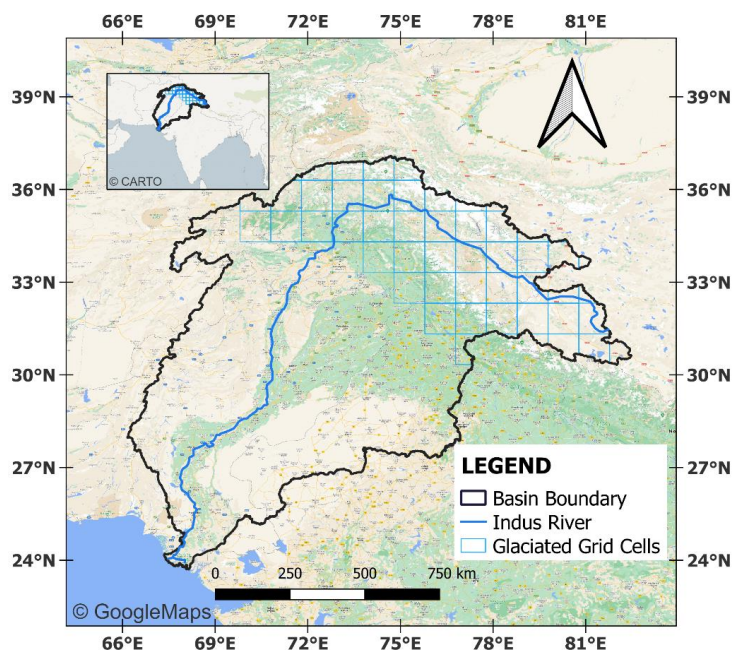 66°E 69°E 72°E 75°E 78°E 81°E
39°N 39°N
36°N 36°N
33°N 33°N
30°N 30°N
27°N 27°N
24°N 24°N
© CARTO
LEGEND
Basin Boundary
Indus River
Glaciated Grid Cells
0 250 500 750 km
© GoogleMaps
66°E 69°E 72°E 75°E 78°E 81°E